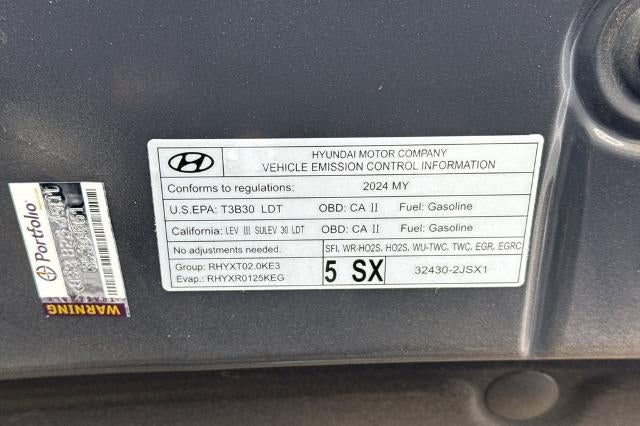 HYUNDAI MOTOR COMPANY
VEHICLE EMISSION CONTROL INFORMATION
Conforms to regulations: 2024 MY
U.S.EPA: T3B30 LDT OBD: CA II Fuel: Gasoline
California: LEV III SULEV 30 LDT OBD: CA II Fuel: Gasoline
No adjustments needed. SFI, WR-HO2S, HO2S, WU-TWC, TWC, EGR, EGRC
Group: RHYXT02.0KE3
Evap.: RHYXR0125KEG
5 SX
32430-2JSX1
Portfolio
WARNING
TRACEABLE